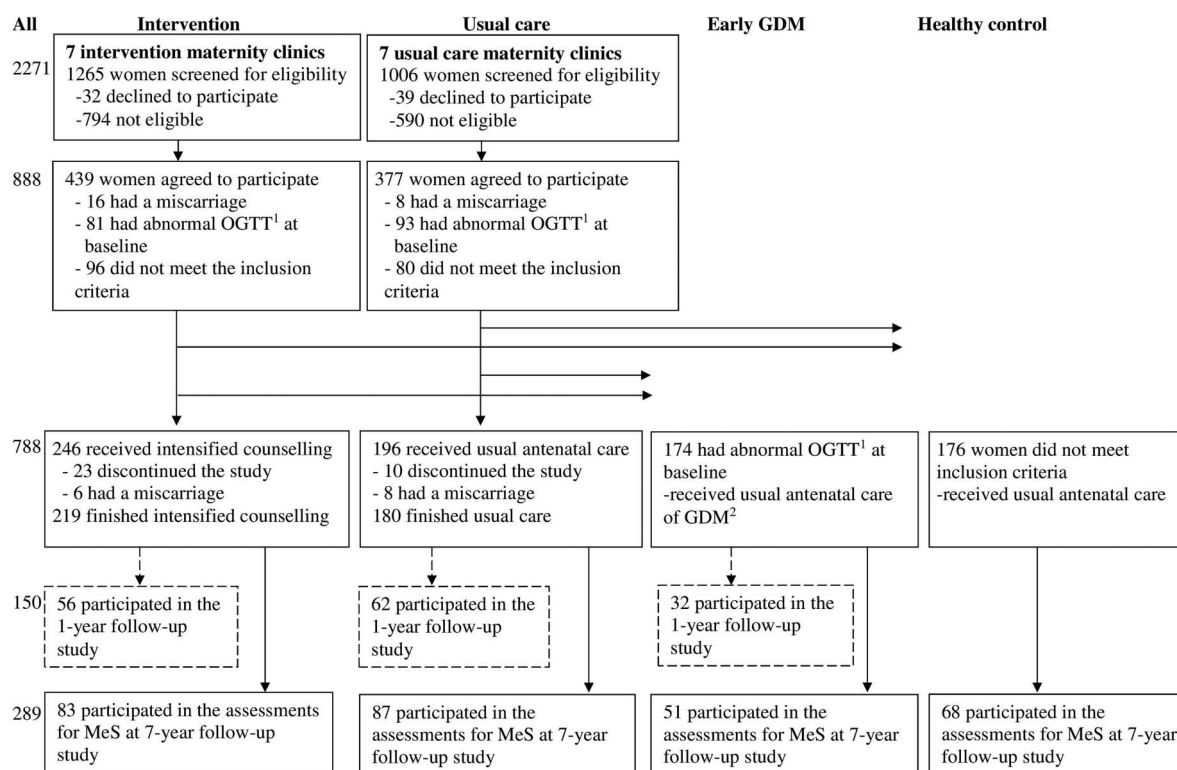 All Intervention Usual care Early GDM Healthy control
2271
7 intervention maternity clinics
1265 women screened for eligibility
-32 declined to participate
-794 not eligible
7 usual care maternity clinics
1006 women screened for eligibility
-39 declined to participate
-590 not eligible
888
439 women agreed to participate
- 16 had a miscarriage
- 81 had abnormal OGTT¹ at
baseline
- 96 did not meet the inclusion
criteria
377 women agreed to participate
- 8 had a miscarriage
- 93 had abnormal OGTT¹ at
baseline
- 80 did not meet the inclusion
criteria
788
246 received intensified counselling
- 23 discontinued the study
- 6 had a miscarriage
219 finished intensified counselling
196 received usual antenatal care
- 10 discontinued the study
- 8 had a miscarriage
180 finished usual care
174 had abnormal OGTT¹ at
baseline
-received usual antenatal care
of GDM²
176 women did not meet
inclusion criteria
-received usual antenatal care
150
56 participated in the
1-year follow-up
study
62 participated in the
1-year follow-up
study
32 participated in the
1-year follow-up
study
289
83 participated in the assessments
for MeS at 7-year follow-up
study
87 participated in the
assessments for MeS at 7-year
follow-up study
51 participated in the
assessments for MeS at 7-year
follow-up study
68 participated in the
assessments for MeS at 7-year
follow-up study